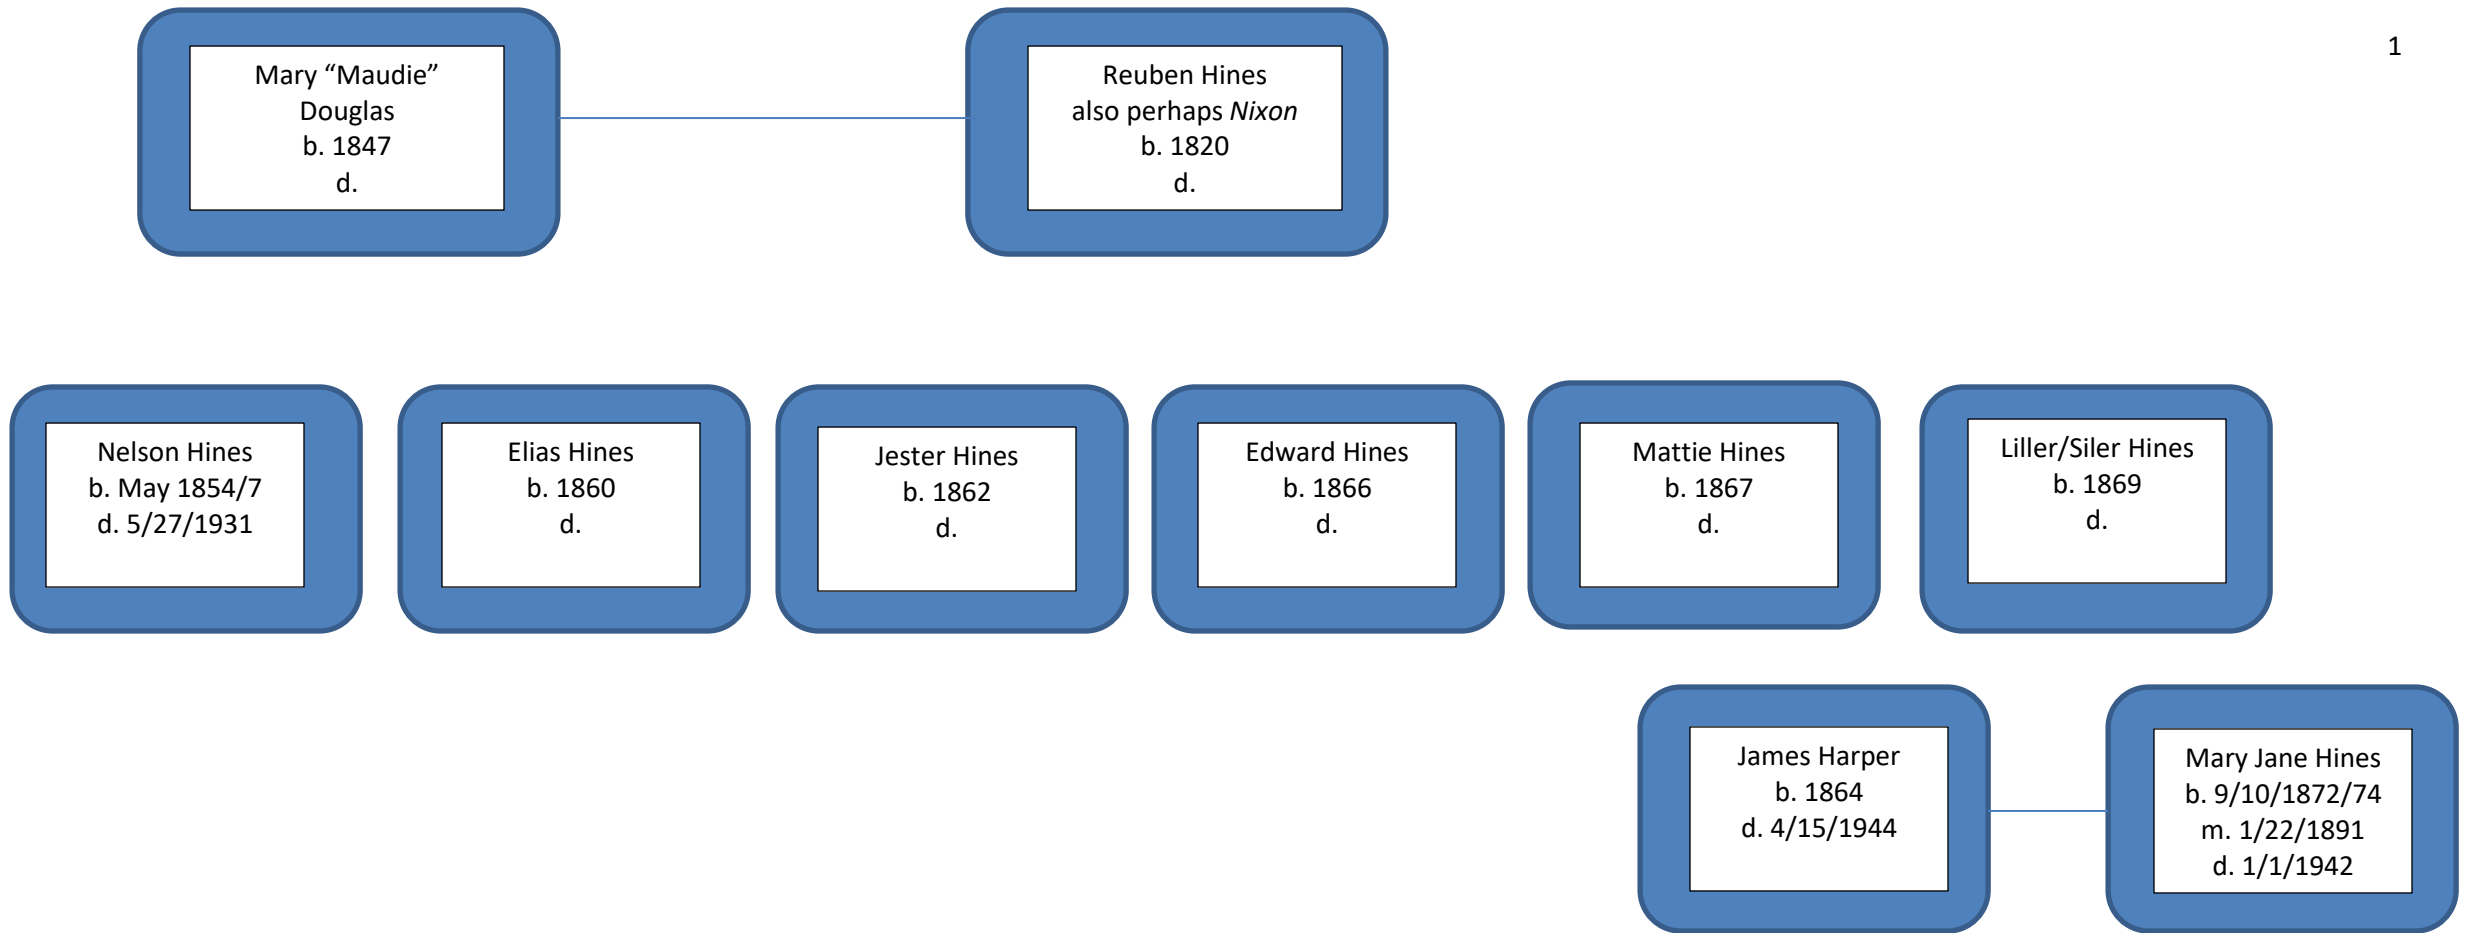 1
Mary “Maudie”
Douglas
b. 1847
d.
Reuben Hines
also perhaps Nixon
b. 1820
d.
Nelson Hines
b. May 1854/7
d. 5/27/1931
Elias Hines
b. 1860
d.
Jester Hines
b. 1862
d.
Edward Hines
b. 1866
d.
Mattie Hines
b. 1867
d.
Liller/Siler Hines
b. 1869
d.
James Harper
b. 1864
d. 4/15/1944
Mary Jane Hines
b. 9/10/1872/74
m. 1/22/1891
d. 1/1/1942